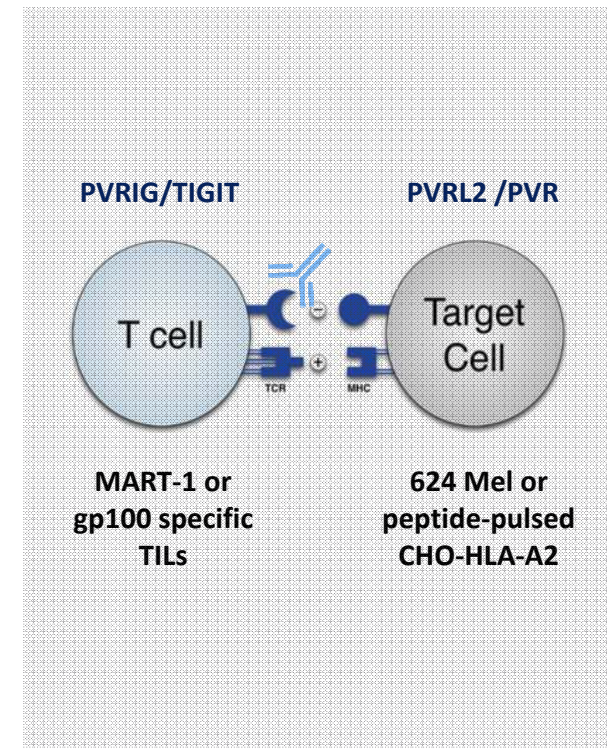 PVRIG/TIGIT
PVRL2 /PVR
T cell
Target
Cell
−
+
TCR
MHC
MART-1 or
gp100 specific
TILs
624 Mel or
peptide-pulsed
CHO-HLA-A2